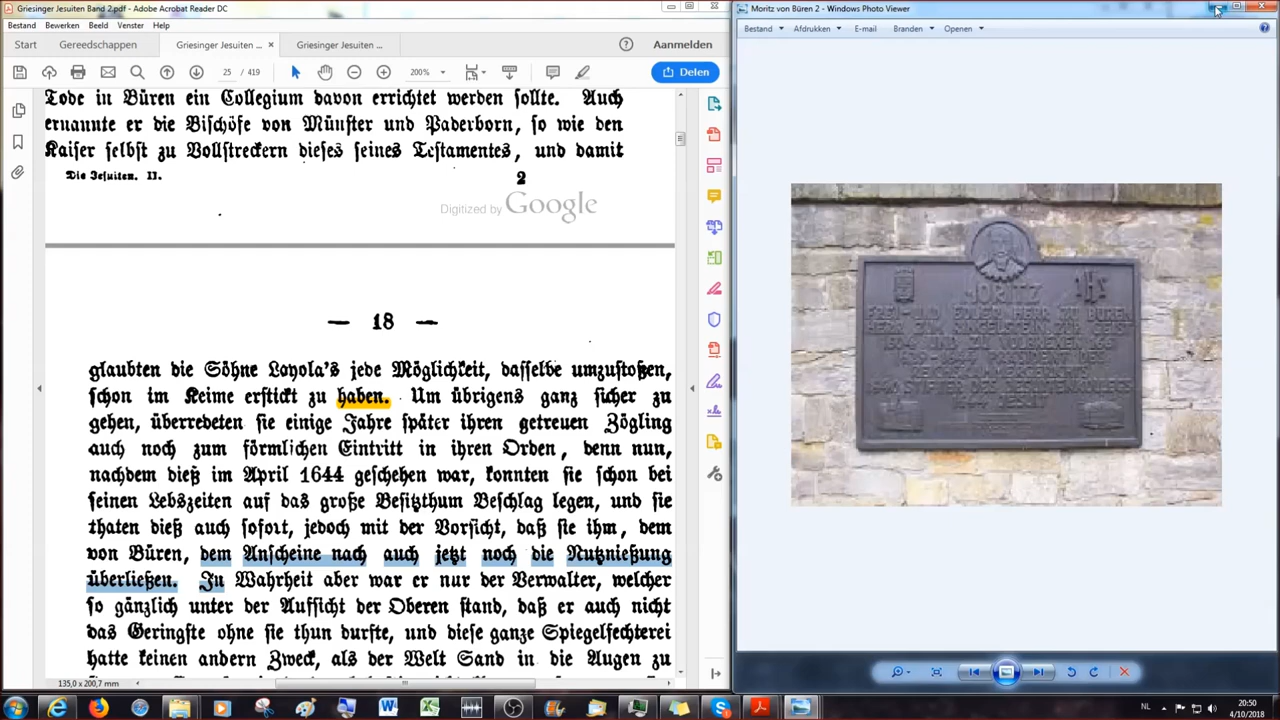 Griesinger Jesuiten Band 2.pdf - Adobe Acrobat Reader DC
Bestand Bewerken Beeld Venster Help
Start Gereedschappen Griesinger Jesuiten ... × Griesinger Jesuiten ... Aanmelden
25 / 419 200% Delen
Tode in Büren ein Collegium davon errichtet werden sollte. Auch
ernannte er die Bischöfe von Münster und Paderborn, so wie den
Kaiser selbst zu Vollstreckern dieses seines Testamentes, und damit
Die Jesuiten. II. 2
Digitized by Google
— 18 —
glaubten die Söhne Loyola's jede Möglichkeit, dasselbe umzustoßen,
schon im Keime erstickt zu haben. Um übrigens ganz sicher zu
gehen, überredeten sie einige Jahre später ihren getreuen Zögling
auch noch zum förmlichen Eintritt in ihren Orden, denn nun,
nachdem dieß im April 1644 geschehen war, konnten sie schon bei
seinen Lebszeiten auf das große Besitzthum Beschlag legen, und sie
thaten dieß auch sofort, jedoch mit der Vorsicht, daß sie ihm, dem
von Büren, dem Anscheine nach auch jetzt noch die Nutznießung
überließen. In Wahrheit aber war er nur der Verwalter, welcher
so gänzlich unter der Aufsicht der Oberen stand, daß er auch nicht
das Geringste ohne sie thun durfte, und diese ganze Spiegelfechterei
hatte keinen andern Zweck, als der Welt Sand in die Augen zu
135,0 x 200,7 mm
Moritz von Büren 2 - Windows Photo Viewer
Bestand Afdrukken E-mail Branden Openen
MORITZ
FREI- UND EDLER HERR ZU BÜREN
HERR ZUM RINGELSTEIN
NL 20:50
4/10/2018